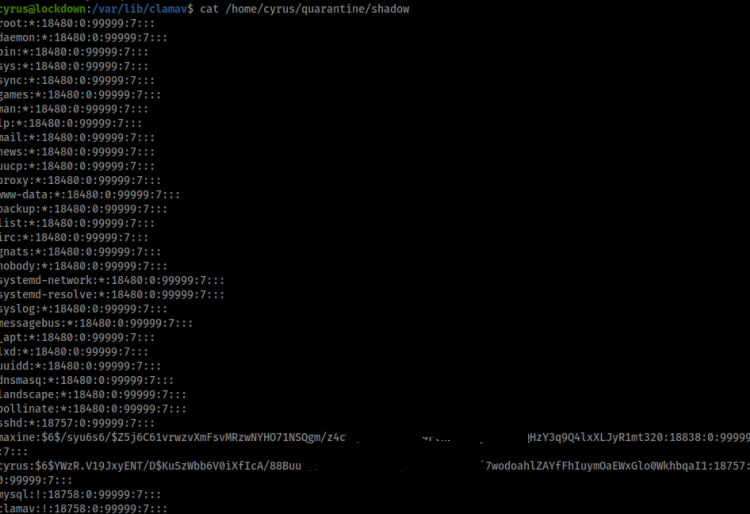 cyrus@lockdown:/var/lib/clamav$ cat /home/cyrus/quarantine/shadow
root:*:18480:0:99999:7:::
daemon:*:18480:0:99999:7:::
bin:*:18480:0:99999:7:::
sys:*:18480:0:99999:7:::
sync:*:18480:0:99999:7:::
games:*:18480:0:99999:7:::
man:*:18480:0:99999:7:::
lp:*:18480:0:99999:7:::
mail:*:18480:0:99999:7:::
news:*:18480:0:99999:7:::
uucp:*:18480:0:99999:7:::
proxy:*:18480:0:99999:7:::
www-data:*:18480:0:99999:7:::
backup:*:18480:0:99999:7:::
list:*:18480:0:99999:7:::
irc:*:18480:0:99999:7:::
gnats:*:18480:0:99999:7:::
nobody:*:18480:0:99999:7:::
systemd-network:*:18480:0:99999:7:::
systemd-resolve:*:18480:0:99999:7:::
syslog:*:18480:0:99999:7:::
messagebus:*:18480:0:99999:7:::
_apt:*:18480:0:99999:7:::
lxd:*:18480:0:99999:7:::
uuidd:*:18480:0:99999:7:::
dnsmasq:*:18480:0:99999:7:::
landscape:*:18480:0:99999:7:::
pollinate:*:18480:0:99999:7:::
sshd:*:18757:0:99999:7:::
maxine:$6$/syu6s6/$Z5j6C61vrwzvXmFsvMRzwNYHO71NSQgm/z4c QHzY3q9Q4lxXLJyR1mt320:18838:0:99999
:7:::
cyrus:$6$YWzR.V19JxyENT/D$KuSzWbb6V0iXfIcA/88Buu 7wodoahlZAYfFhIuymOaEWxGlo0WkhbqaI1:18757:
0:99999:7:::
mysql:!:18758:0:99999:7:::
clamav:!:18758:0:99999:7:::